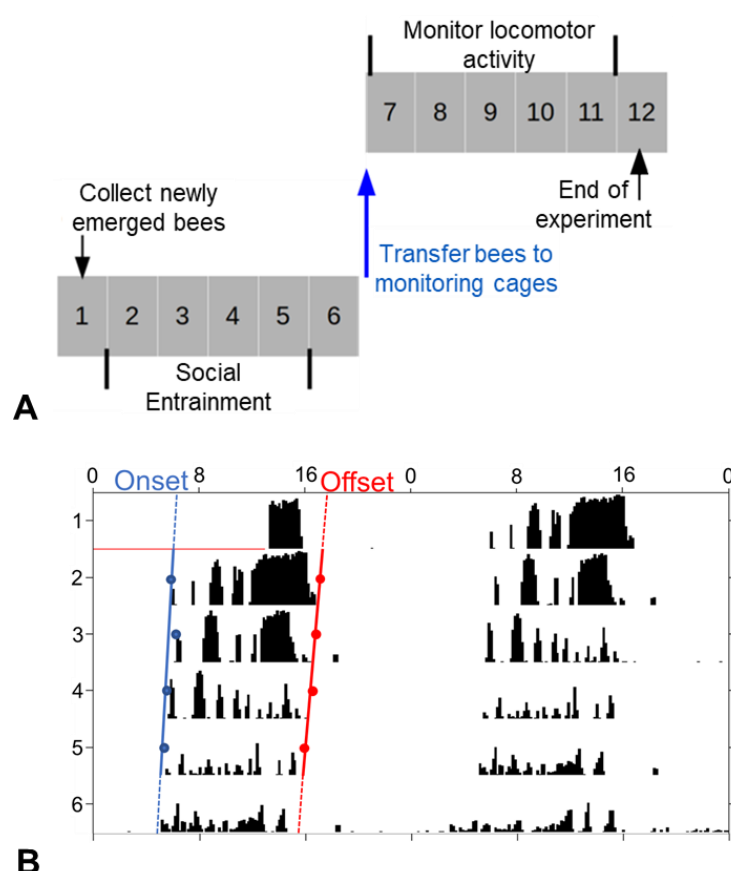 Monitor locomotor
activity
7 8 9 10 11 12
Collect newly
emerged bees
End of
experiment
Transfer bees to
monitoring cages
1 2 3 4 5 6
Social
Entrainment
A
0 8 16 0 8 16 0
Onset Offset
1
2
3
4
5
6
B